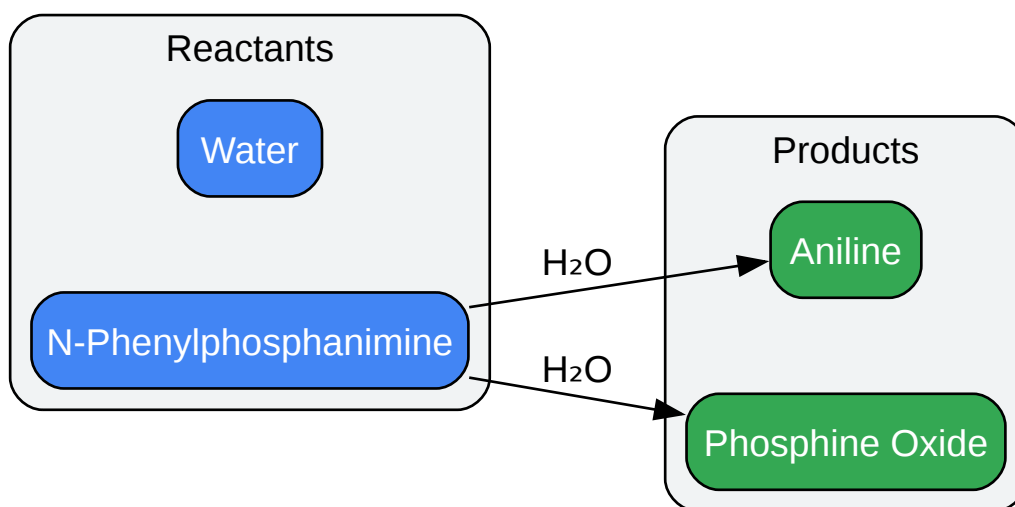 Reactants
Water
N-Phenylphosphanimine
H₂O
H₂O
Products
Aniline
Phosphine Oxide